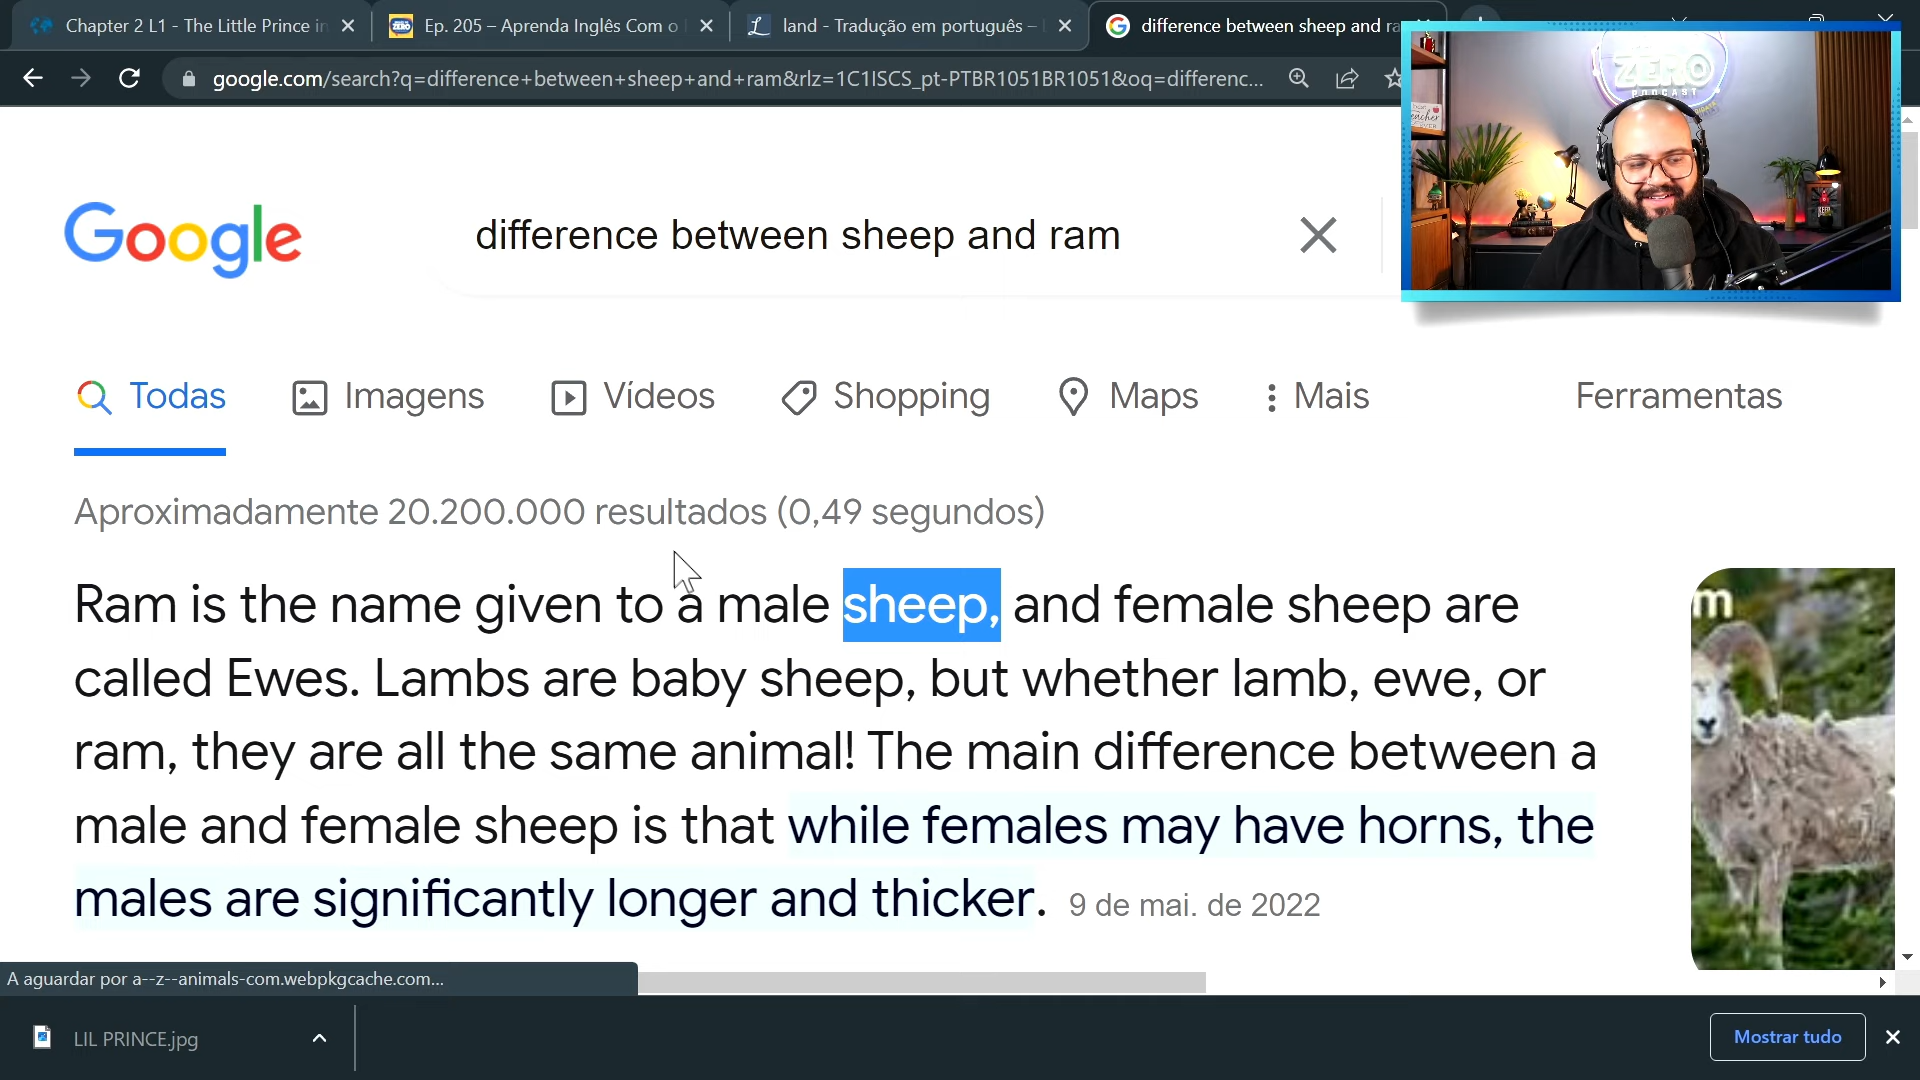 Chapter 2 L1 - The Little Prince in
Ep. 205 – Aprenda Inglês Com o
land - Tradução em português –
difference between sheep and ra
google.com/search?q=difference+between+sheep+and+ram&rlz=1C1ISCS_pt-PTBR1051BR1051&oq=differenc...
ZERO
PODCAST
Teacher
Google
difference between sheep and ram
Todas
Imagens
Vídeos
Shopping
Maps
Mais
Ferramentas
Aproximadamente 20.200.000 resultados (0,49 segundos)
Ram is the name given to a male sheep, and female sheep are
called Ewes. Lambs are baby sheep, but whether lamb, ewe, or
ram, they are all the same animal! The main difference between a
male and female sheep is that while females may have horns, the
males are significantly longer and thicker. 9 de mai. de 2022
m
A aguardar por a--z--animals-com.webpkgcache.com...
LIL PRINCE.jpg
Mostrar tudo